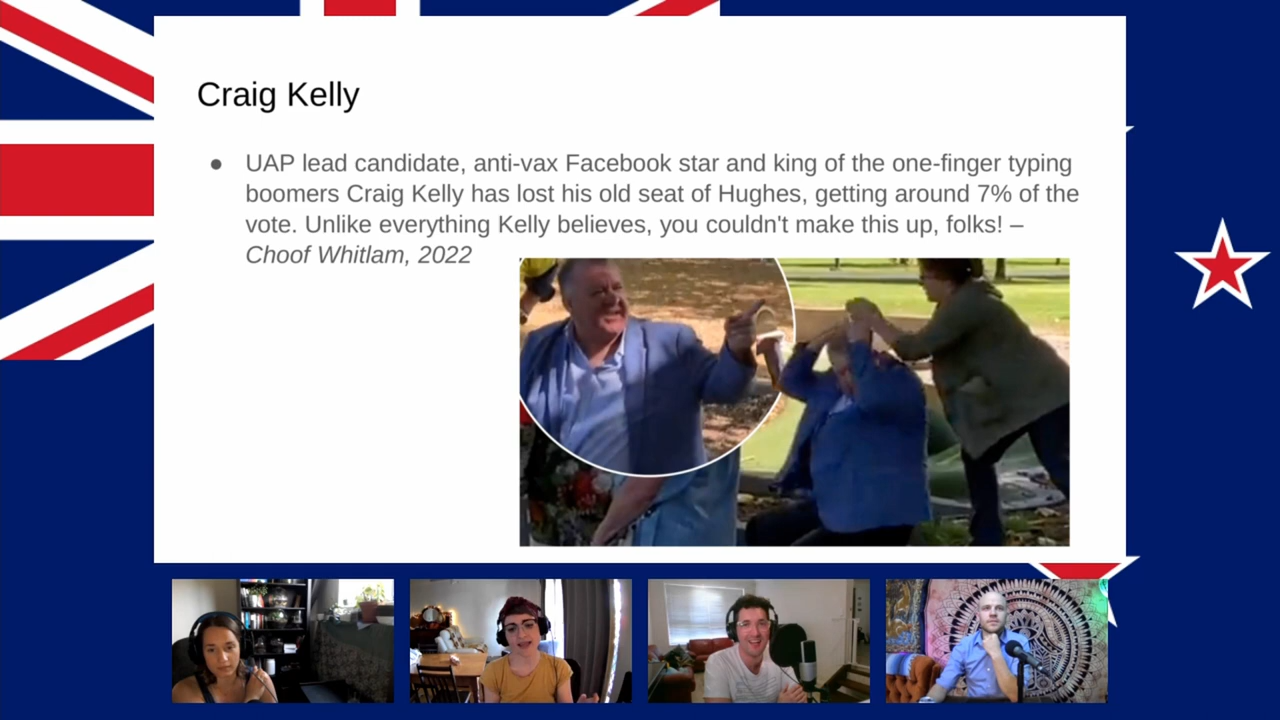 Craig Kelly
● UAP lead candidate, anti-vax Facebook star and king of the one-finger typing
boomers Craig Kelly has lost his old seat of Hughes, getting around 7% of the
vote. Unlike everything Kelly believes, you couldn't make this up, folks! –
Choof Whitlam, 2022